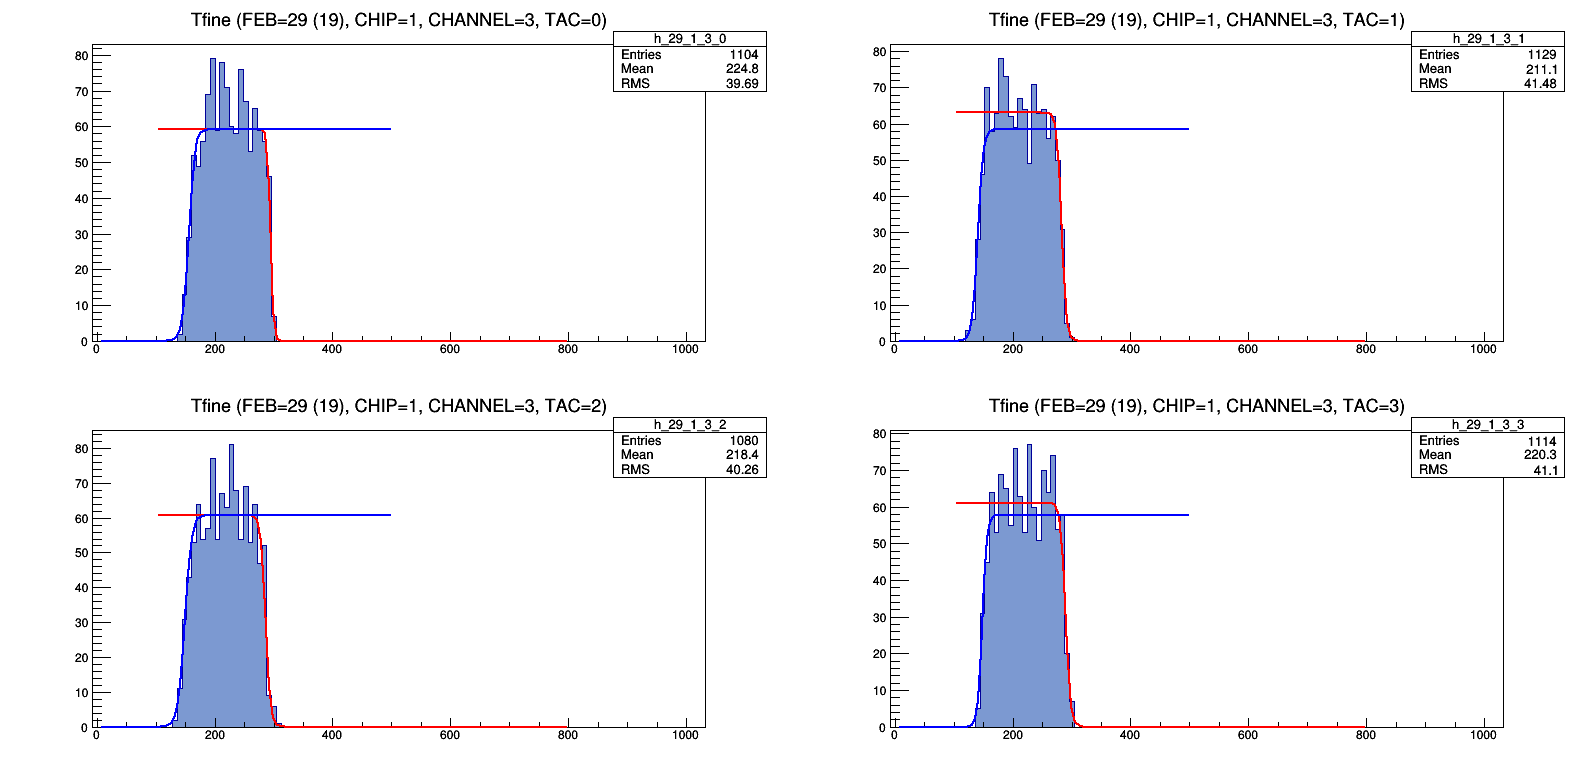 Tfine (FEB=29 (19), CHIP=1, CHANNEL=3, TAC=0)
h_29_1_3_0
Entries 1104
Mean 224.8
RMS 39.69
80
70
60
50
40
30
20
10
0
0 200 400 600 800 1000
Tfine (FEB=29 (19), CHIP=1, CHANNEL=3, TAC=1)
h_29_1_3_1
Entries 1129
Mean 211.1
RMS 41.48
80
70
60
50
40
30
20
10
0
0 200 400 600 800 1000
Tfine (FEB=29 (19), CHIP=1, CHANNEL=3, TAC=2)
h_29_1_3_2
Entries 1080
Mean 218.4
RMS 40.26
80
70
60
50
40
30
20
10
0
0 200 400 600 800 1000
Tfine (FEB=29 (19), CHIP=1, CHANNEL=3, TAC=3)
h_29_1_3_3
Entries 1114
Mean 220.3
RMS 41.1
80
70
60
50
40
30
20
10
0
0 200 400 600 800 1000